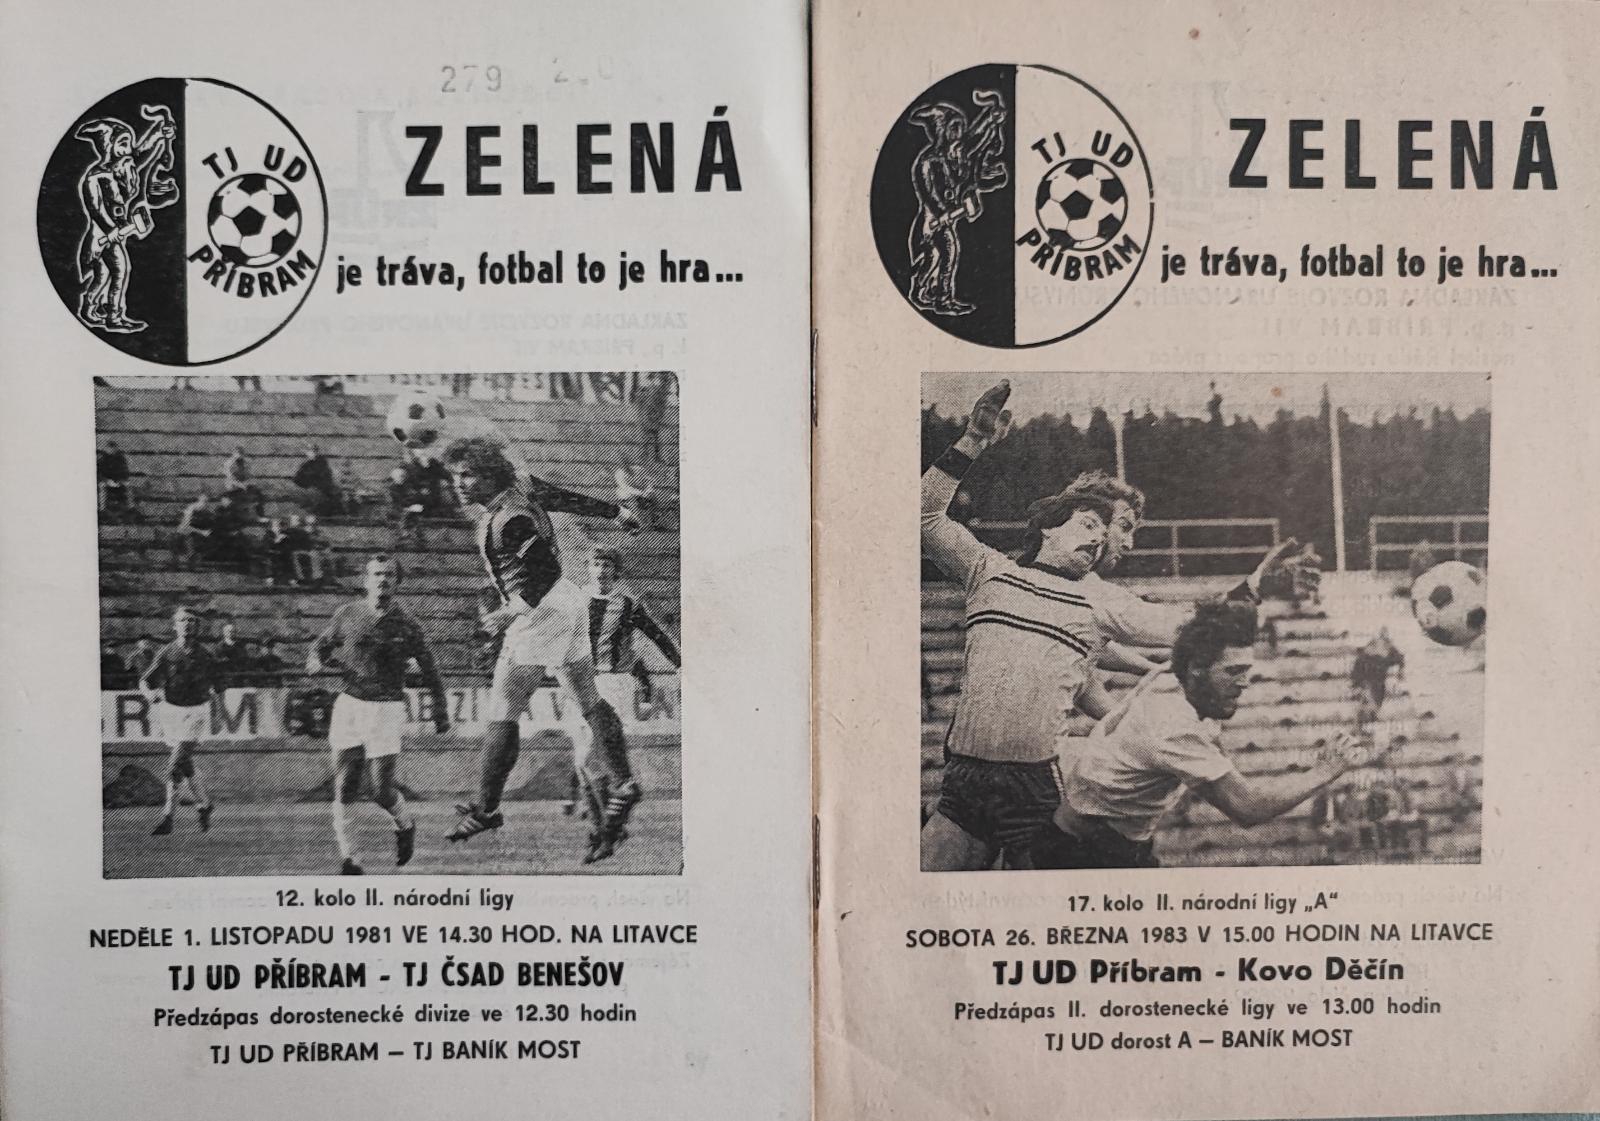 279
TJ UD
PŘÍBRAM
ZELENÁ
je tráva, fotbal to je hra...
12. kolo II. národní ligy
NEDĚLE 1. LISTOPADU 1981 VE 14.30 HOD. NA LITAVCE
TJ UD PŘÍBRAM - TJ ČSAD BENEŠOV
Předzápas dorostenecké divize ve 12.30 hodin
TJ UD PŘÍBRAM – TJ BANÍK MOST
TJ UD
PŘÍBRAM
ZELENÁ
je tráva, fotbal to je hra...
17. kolo II. národní ligy „A"
SOBOTA 26. BŘEZNA 1983 V 15.00 HODIN NA LITAVCE
TJ UD Příbram - Kovo Děčín
Předzápas II. dorostenecké ligy ve 13.00 hodin
TJ UD dorost A – BANÍK MOST